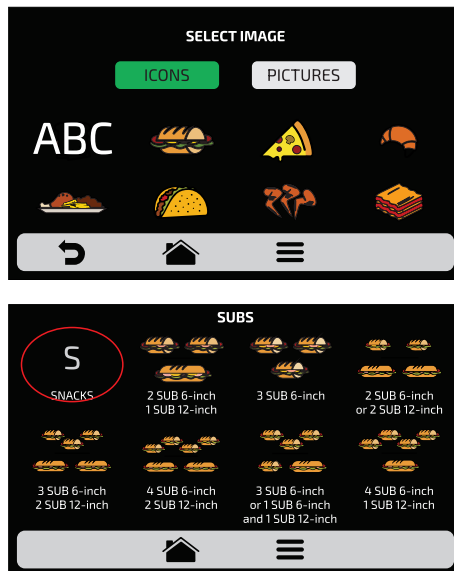 SELECT IMAGE
ICONS
PICTURES
ABC
SUBS
S
SNACKS
2 SUB 6-inch
1 SUB 12-inch
3 SUB 6-inch
2 SUB 6-inch
or 2 SUB 12-inch
3 SUB 6-inch
2 SUB 12-inch
4 SUB 6-inch
2 SUB 12-inch
3 SUB 6-inch
or 1 SUB 6-inch
and 1 SUB 12-inch
4 SUB 6-inch
1 SUB 12-inch